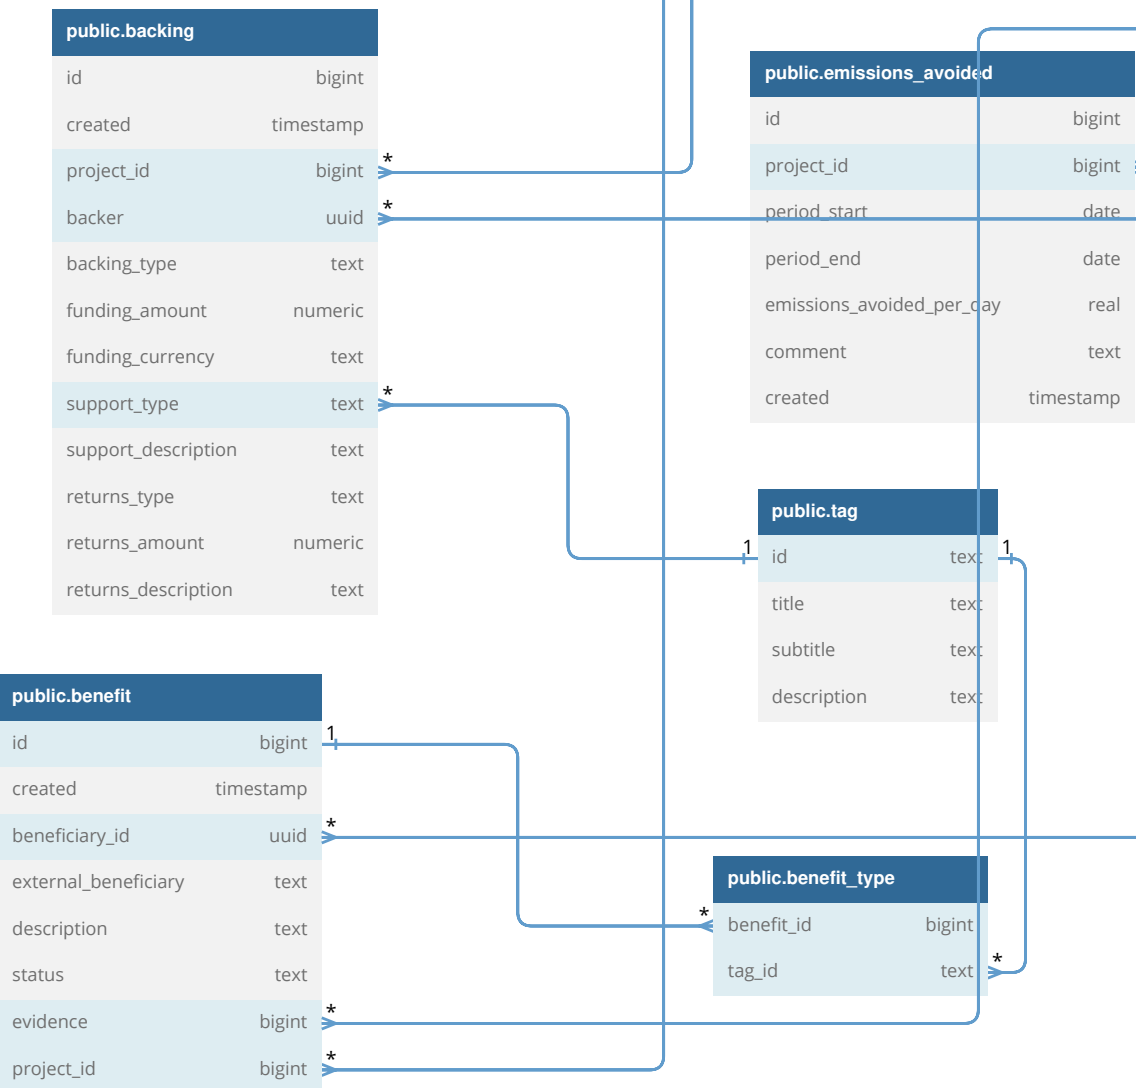 public.backing
id bigint
created timestamp
*
project_id bigint
*
backer uuid
backing_type text
funding_amount numeric
funding_currency text
*
support_type text
support_description text
returns_type text
returns_amount numeric
returns_description text
public.emissions_avoided
id bigint
project_id bigint
period_start date
period_end date
emissions_avoided_per_day real
comment text
created timestamp
public.tag
1 1
id text
title text
subtitle text
description text
public.benefit
1
id bigint
created timestamp
*
beneficiary_id uuid
external_beneficiary text
description text
status text
*
evidence bigint
*
project_id bigint
public.benefit_type
*
benefit_id bigint
*
tag_id text